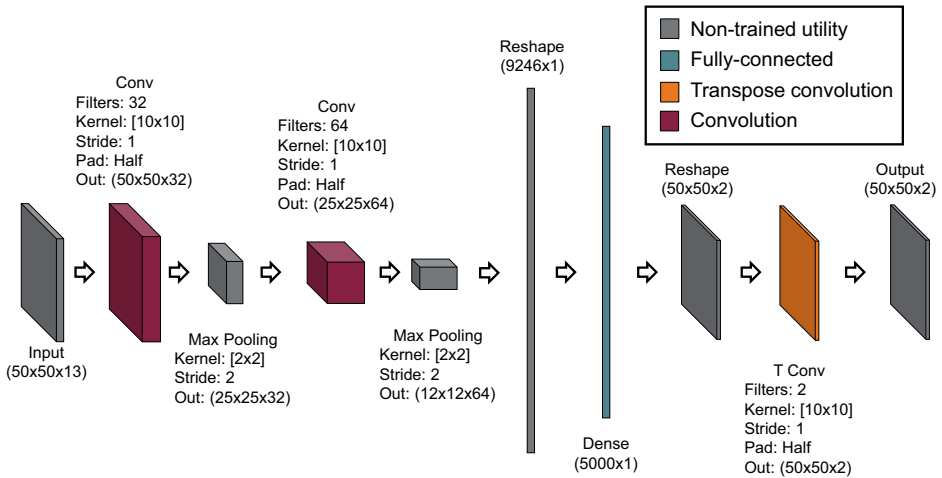 Non-trained utility
Fully-connected
Transpose convolution
Convolution
Input
(50x50x13)
Conv
Filters: 32
Kernel: [10x10]
Stride: 1
Pad: Half
Out: (50x50x32)
Max Pooling
Kernel: [2x2]
Stride: 2
Out: (25x25x32)
Conv
Filters: 64
Kernel: [10x10]
Stride: 1
Pad: Half
Out: (25x25x64)
Max Pooling
Kernel: [2x2]
Stride: 2
Out: (12x12x64)
Reshape
(9246x1)
Dense
(5000x1)
Reshape
(50x50x2)
T Conv
Filters: 2
Kernel: [10x10]
Stride: 1
Pad: Half
Out: (50x50x2)
Output
(50x50x2)